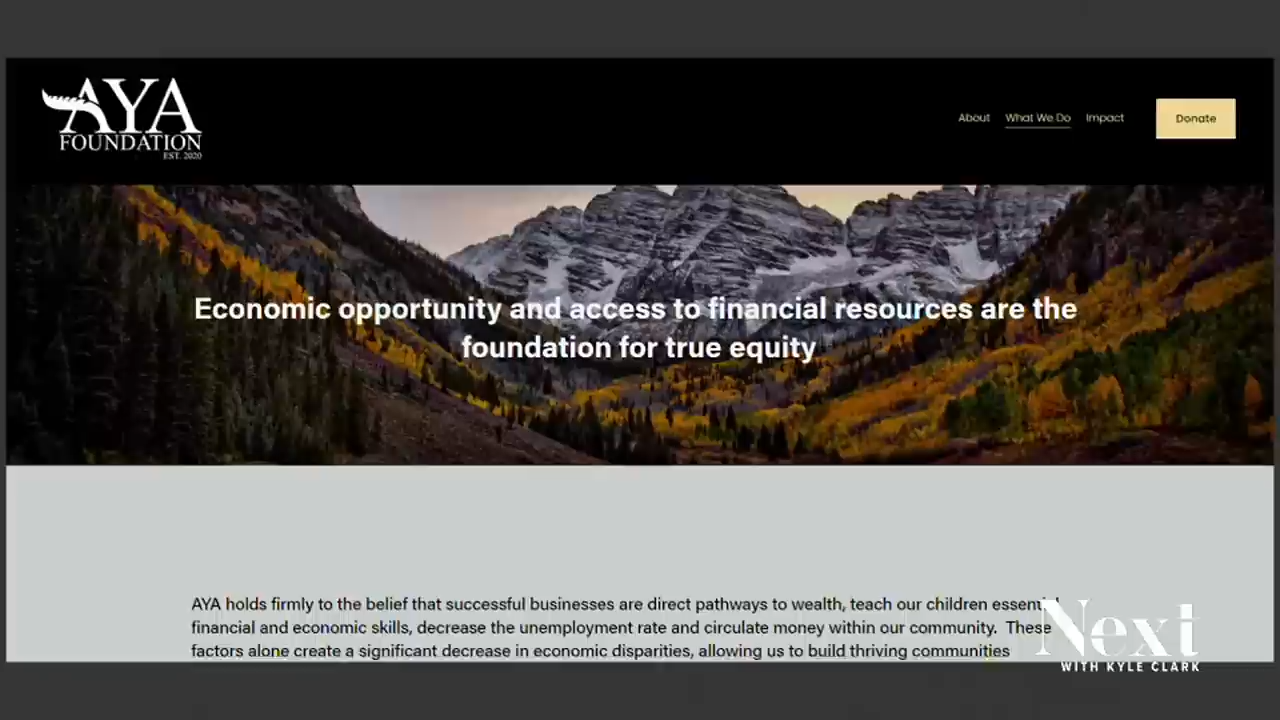 AYA
FOUNDATION
EST. 2020
About What We Do Impact Donate
Economic opportunity and access to financial resources are the
foundation for true equity
AYA holds firmly to the belief that successful businesses are direct pathways to wealth, teach our children essential
financial and economic skills, decrease the unemployment rate and circulate money within our community. These
factors alone create a significant decrease in economic disparities, allowing us to build thriving communities
Next
WITH KYLE CLARK